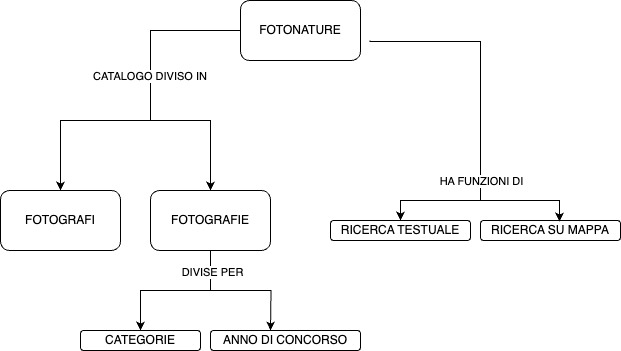 FOTONATURE
CATALOGO DIVISO IN
HA FUNZIONI DI
FOTOGRAFI
FOTOGRAFIE
RICERCA TESTUALE
RICERCA SU MAPPA
DIVISE PER
CATEGORIE
ANNO DI CONCORSO